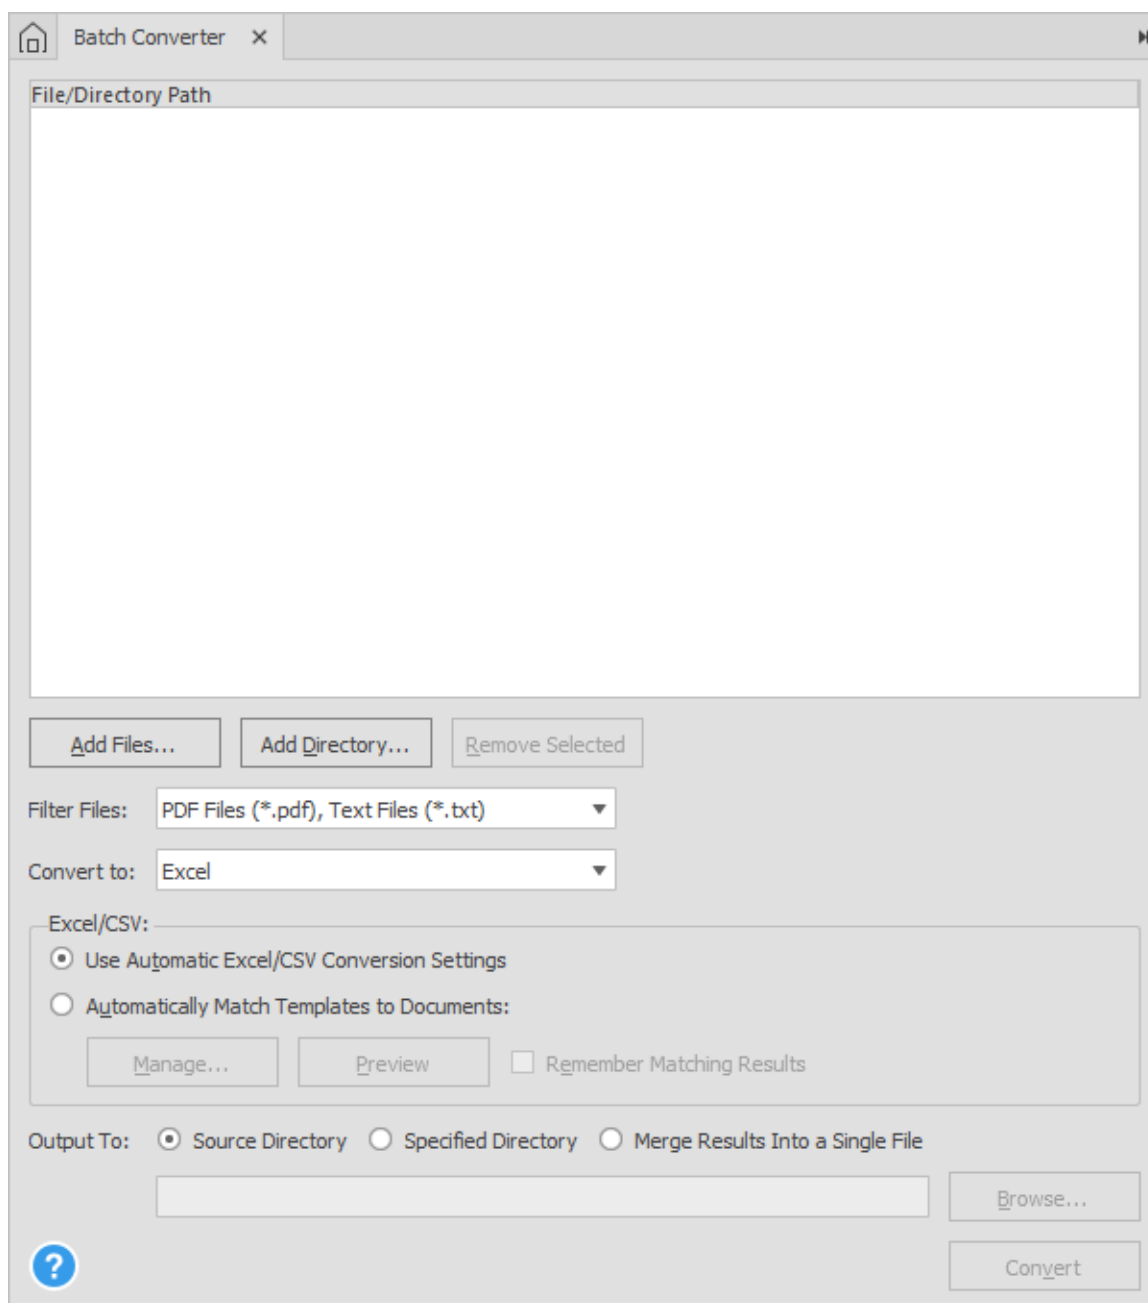 Batch Converter
File/Directory Path
Add Files... Add Directory... Remove Selected
Filter Files: PDF Files (*.pdf), Text Files (*.txt)
Convert to: Excel
Excel/CSV:
Use Automatic Excel/CSV Conversion Settings
Automatically Match Templates to Documents:
Manage... Preview Remember Matching Results
Output To: Source Directory Specified Directory Merge Results Into a Single File
Browse...
? Convert